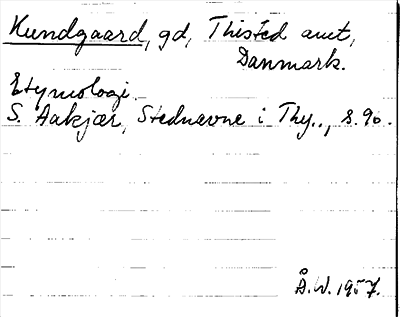 Kundgaard, gd, Thisted amt,
Danmark.
Etymologi.
S. Aakjær, Stednavne i Thy.., s. 90.
Å.W. 1957.